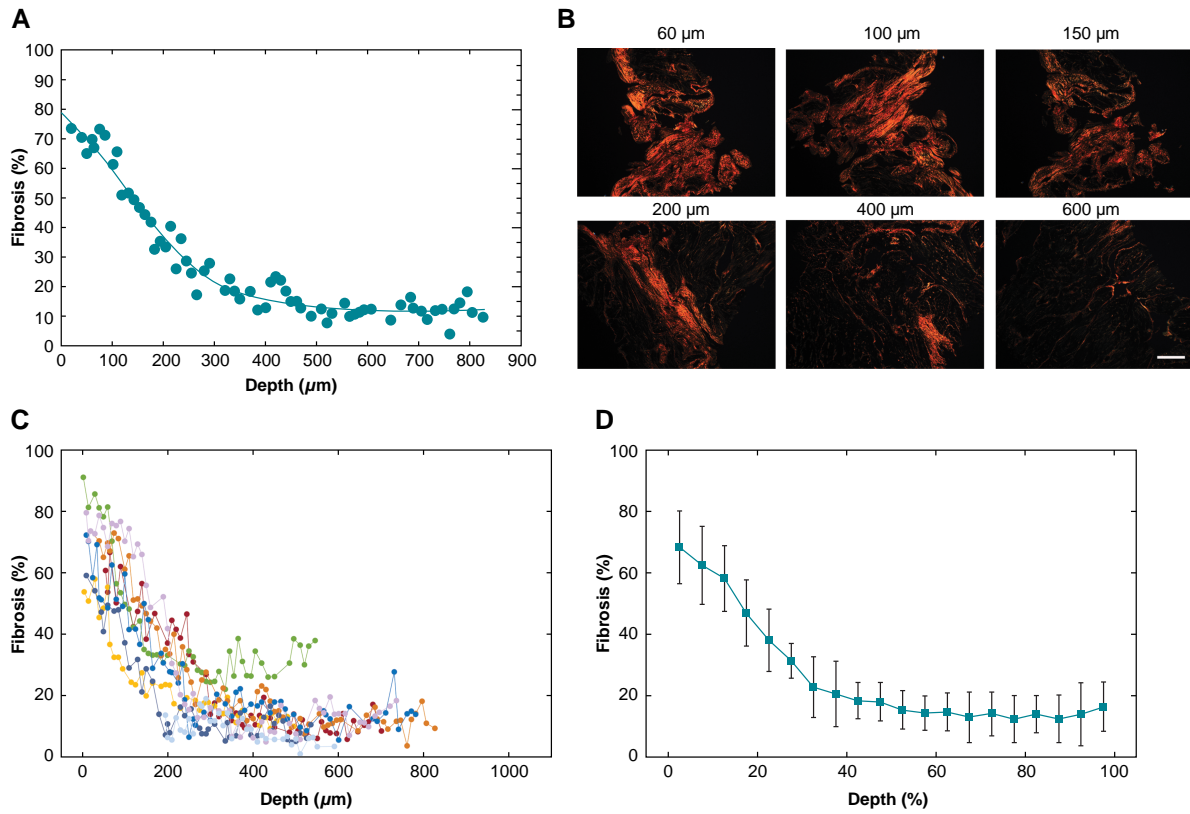 A
100
90
80
70
60
50
40
30
20
10
0
Fibrosis (%)
0 100 200 300 400 500 600 700 800 900
Depth (µm)
B
60 µm 100 µm 150 µm
200 µm 400 µm 600 µm
C
100
80
60
40
20
0
Fibrosis (%)
0 200 400 600 800 1000
Depth (µm)
D
100
80
60
40
20
0
Fibrosis (%)
0 20 40 60 80 100
Depth (%)